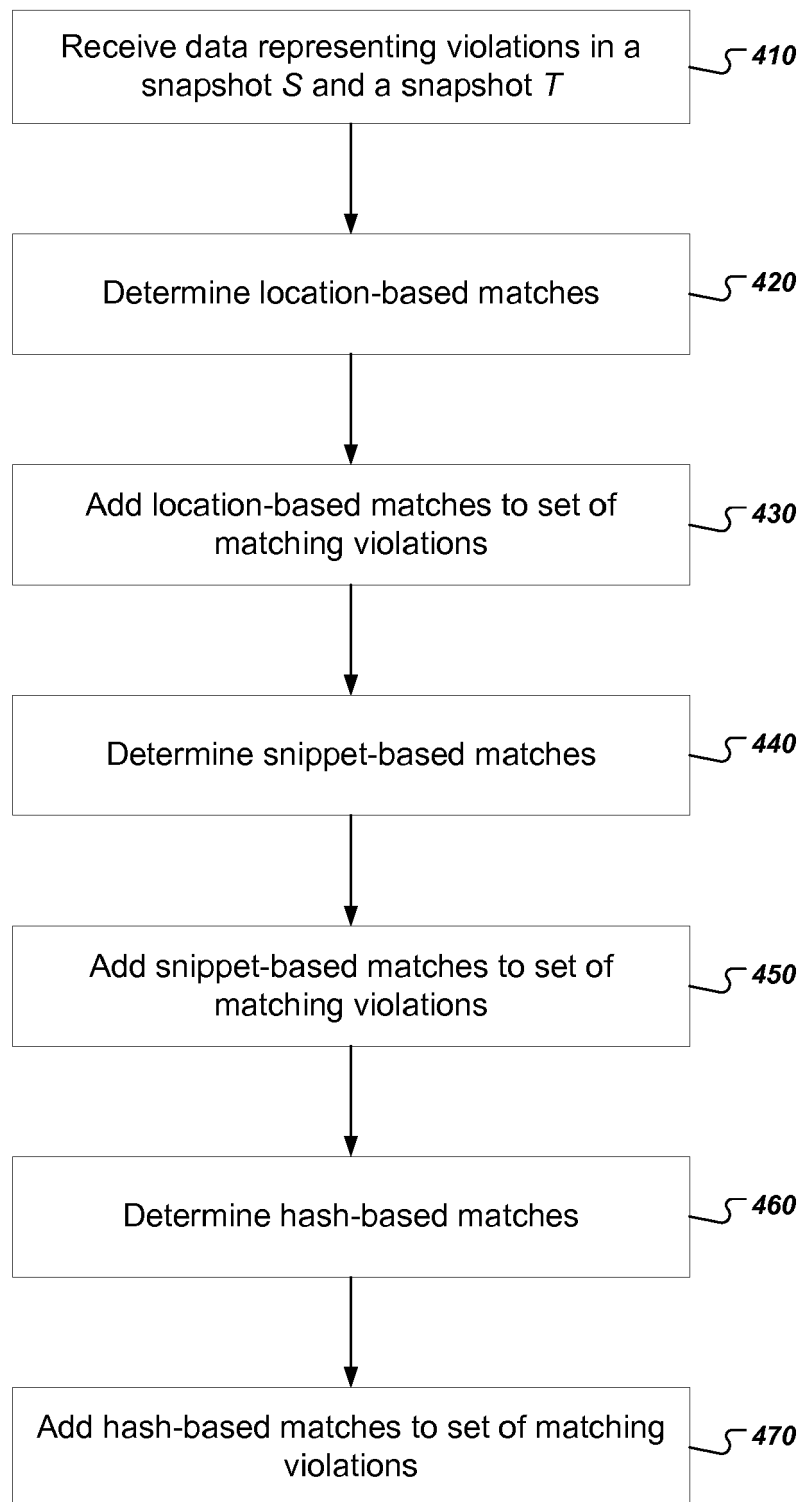 Receive data representing violations in a
snapshot S and a snapshot T
410
Determine location-based matches
420
Add location-based matches to set of
matching violations
430
Determine snippet-based matches
440
Add snippet-based matches to set of
matching violations
450
Determine hash-based matches
460
Add hash-based matches to set of matching
violations
470